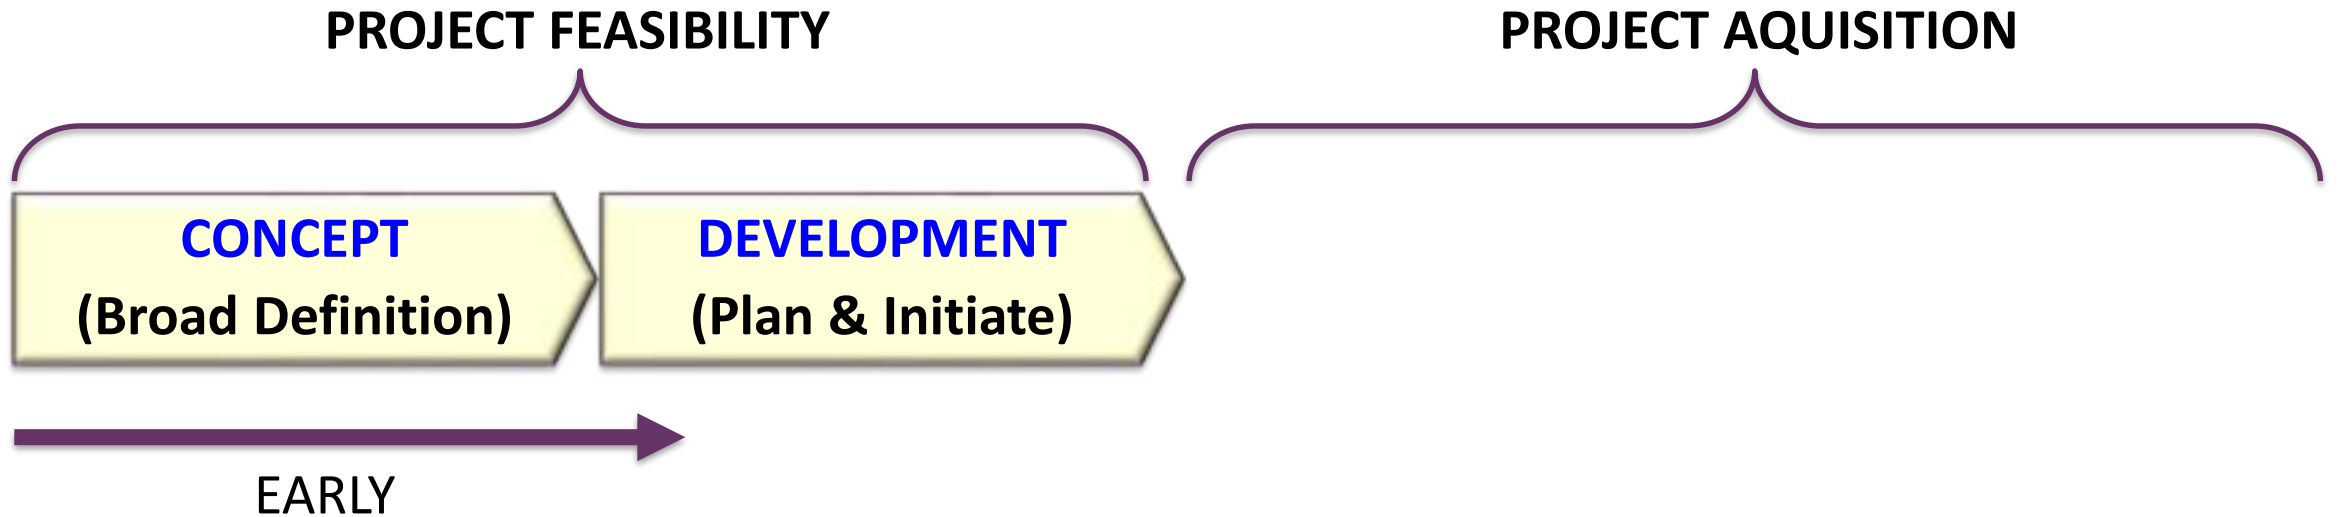 PROJECT FEASIBILITY
PROJECT AQUISITION
CONCEPT
(Broad Definition)
DEVELOPMENT
(Plan & Initiate)
EARLY